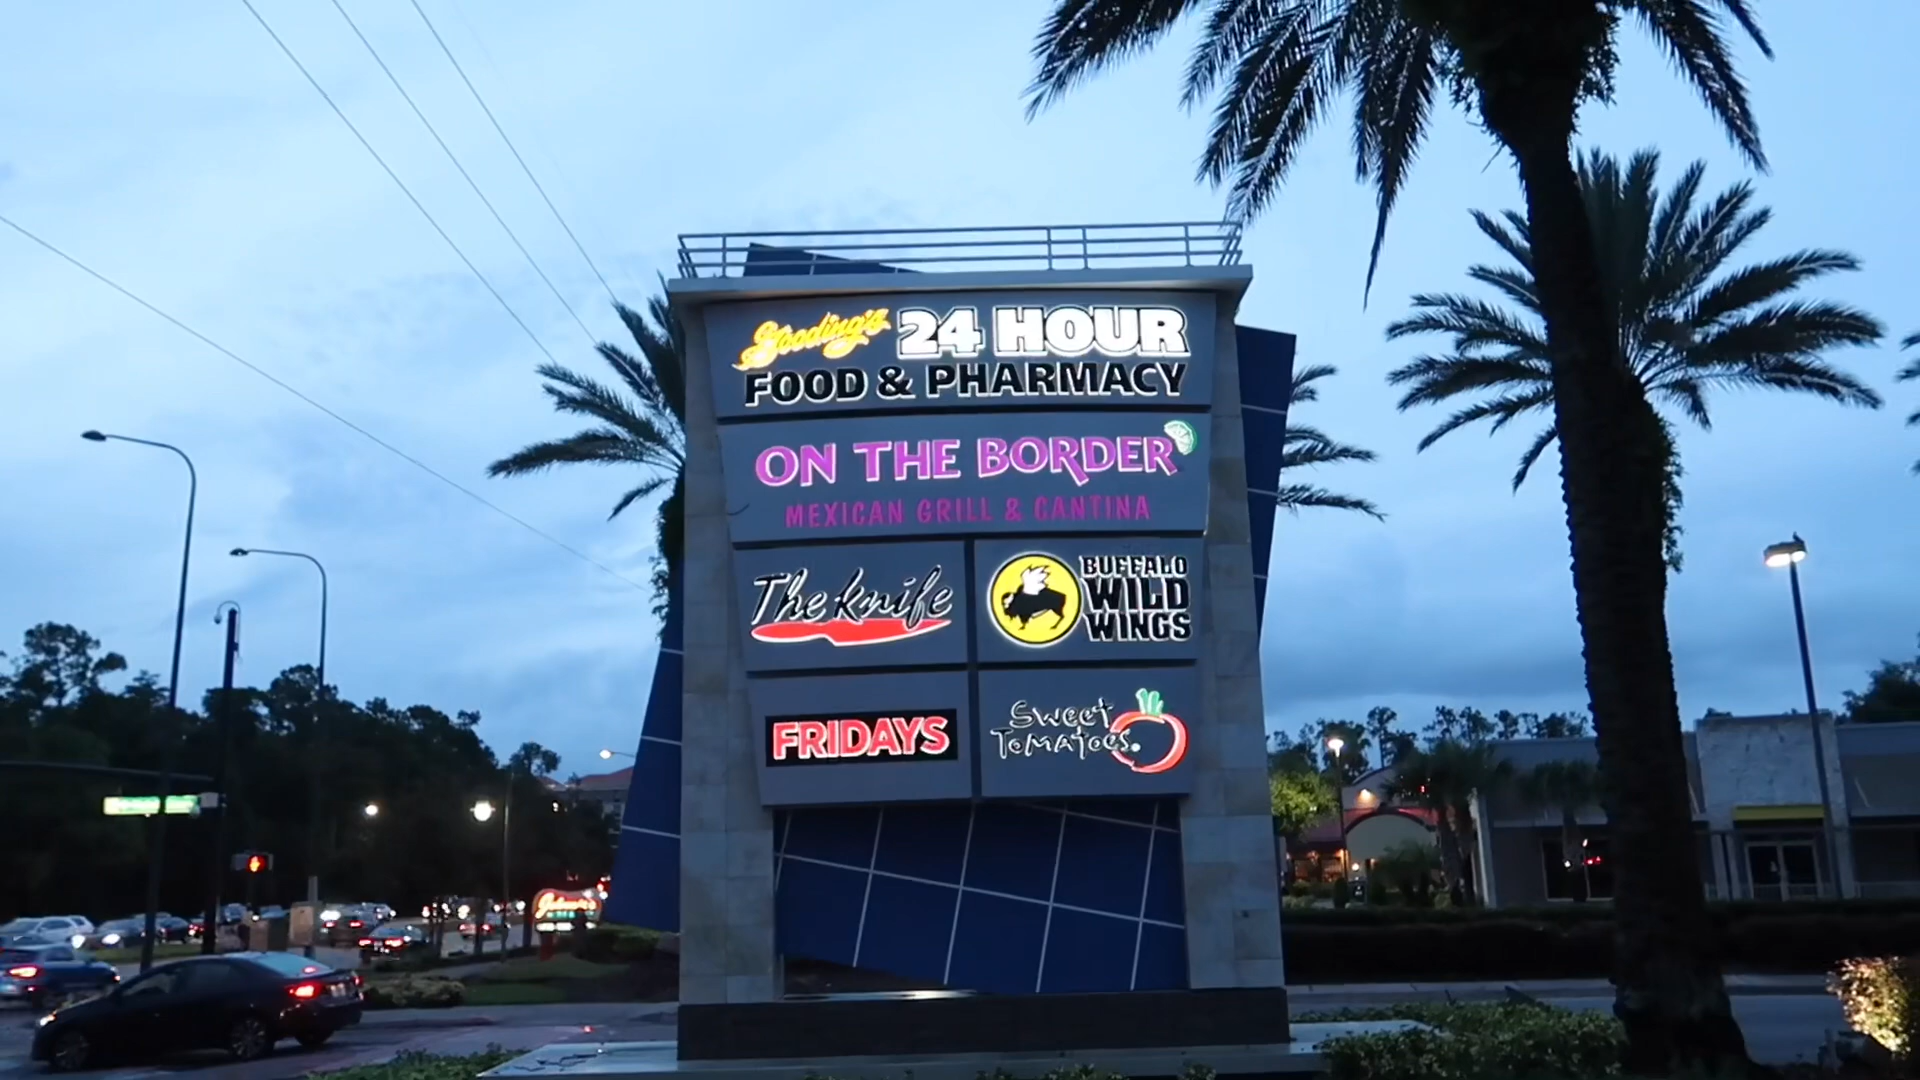 Gooding's 24 HOUR
FOOD & PHARMACY
ON THE BORDER
MEXICAN GRILL & CANTINA
The knife
BUFFALO
WILD
WINGS
FRIDAYS
Sweet
Tomatoes